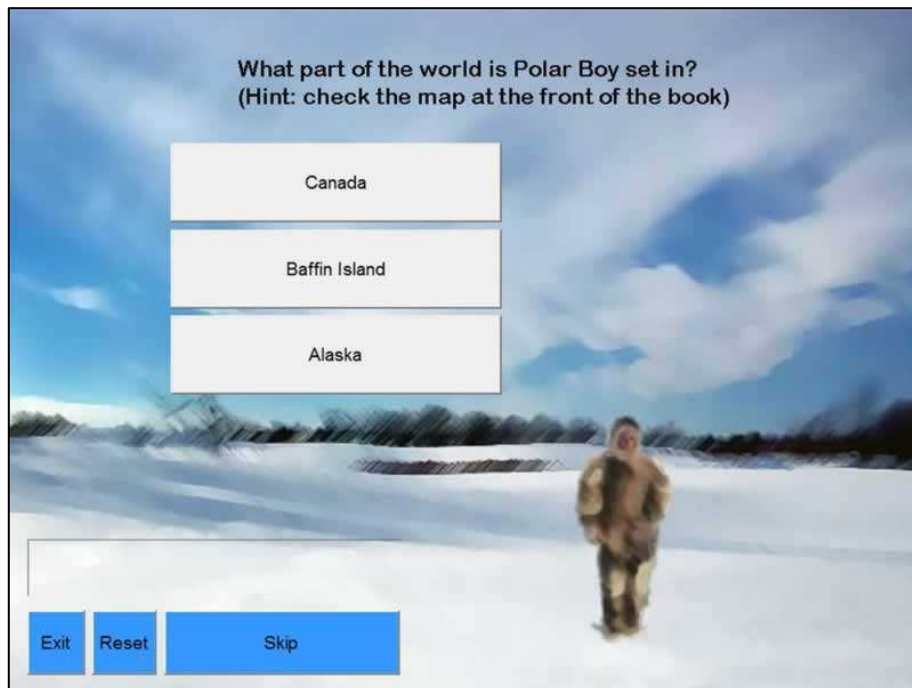 What part of the world is Polar Boy set in?
(Hint: check the map at the front of the book)
Canada
Baffin Island
Alaska
Exit
Reset
Skip